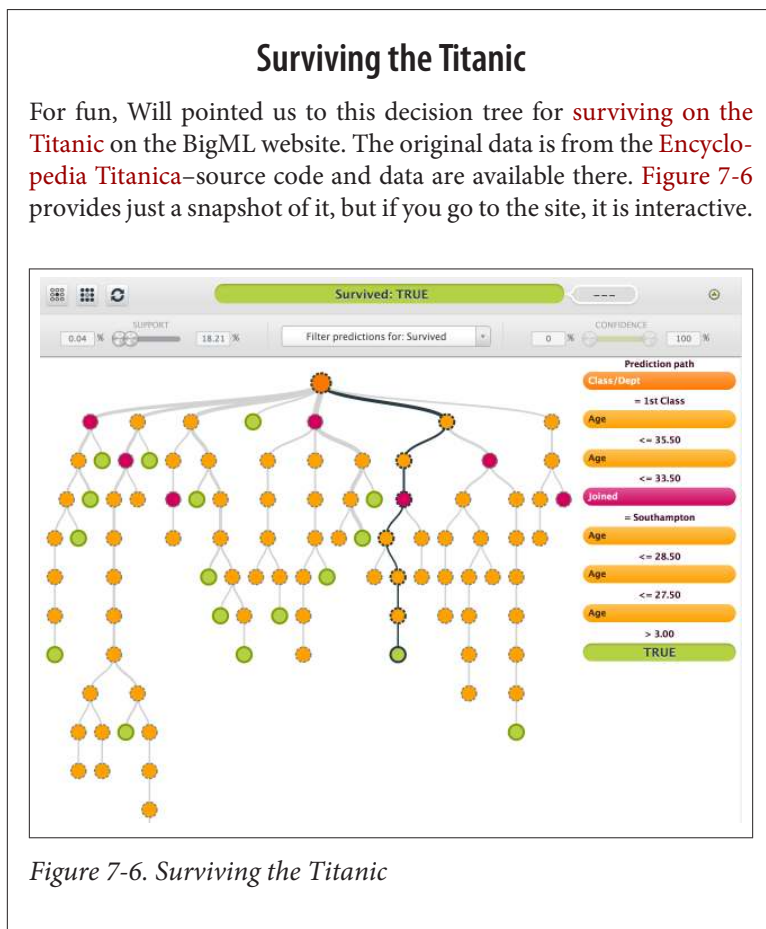 Surviving the Titanic
For fun, Will pointed us to this decision tree for surviving on the
Titanic on the BigML website. The original data is from the Encyclo-
pedia Titanica–source code and data are available there. Figure 7-6
provides just a snapshot of it, but if you go to the site, it is interactive.
Survived: TRUE
---
SUPPORT
0.04 %
18.21 %
Filter predictions for: Survived
CONFIDENCE
0 %
100 %
Prediction path
Class/Dept
= 1st Class
Age
<= 35.50
Age
<= 33.50
Joined
= Southampton
Age
<= 28.50
Age
<= 27.50
Age
> 3.00
TRUE
Figure 7-6. Surviving the Titanic